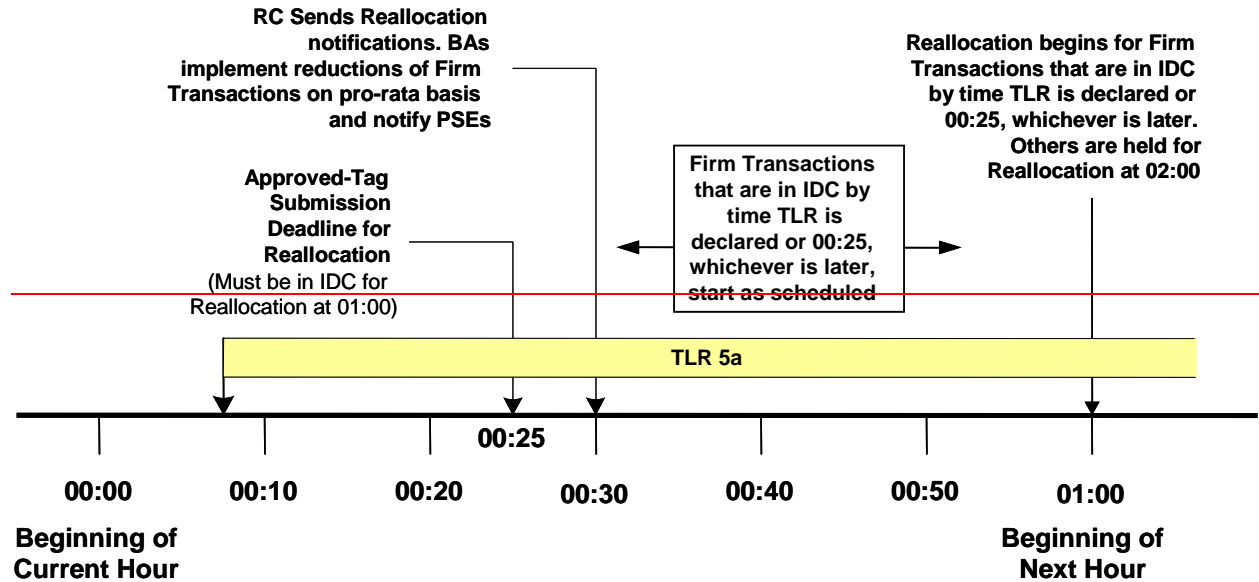 RC Sends Reallocation
notifications. BAs
implement reductions of Firm
Transactions on pro-rata basis
and notify PSEs
Reallocation begins for Firm
Transactions that are in IDC
by time TLR is declared or
00:25, whichever is later.
Others are held for
Reallocation at 02:00
Firm Transactions
that are in IDC by
time TLR is
declared or 00:25,
whichever is later,
start as scheduled
Approved-Tag
Submission
Deadline for
Reallocation
(Must be in IDC for
Reallocation at 01:00)
TLR 5a
00:25
00:00
00:10
00:20
00:30
00:40
00:50
01:00
Beginning of
Current Hour
Beginning of
Next Hour